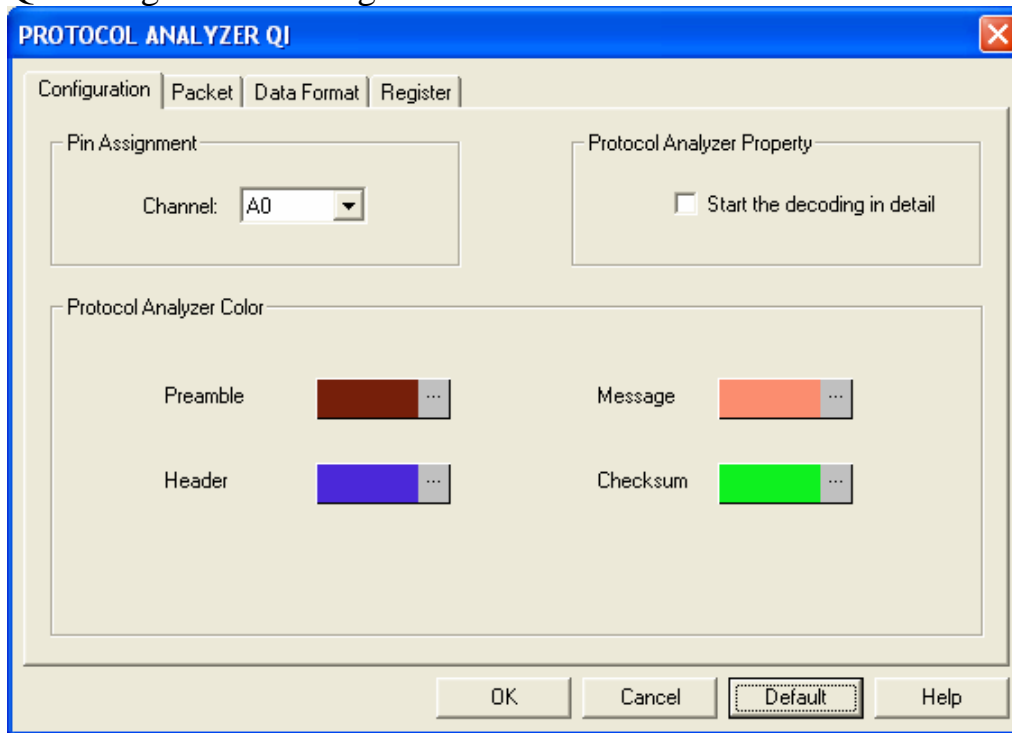 PROTOCOL ANALYZER QI
Configuration Packet Data Format Register
Pin Assignment
Channel: A0
Protocol Analyzer Property
Start the decoding in detail
Protocol Analyzer Color
Preamble ...
Message ...
Header ...
Checksum ...
OK Cancel Default Help